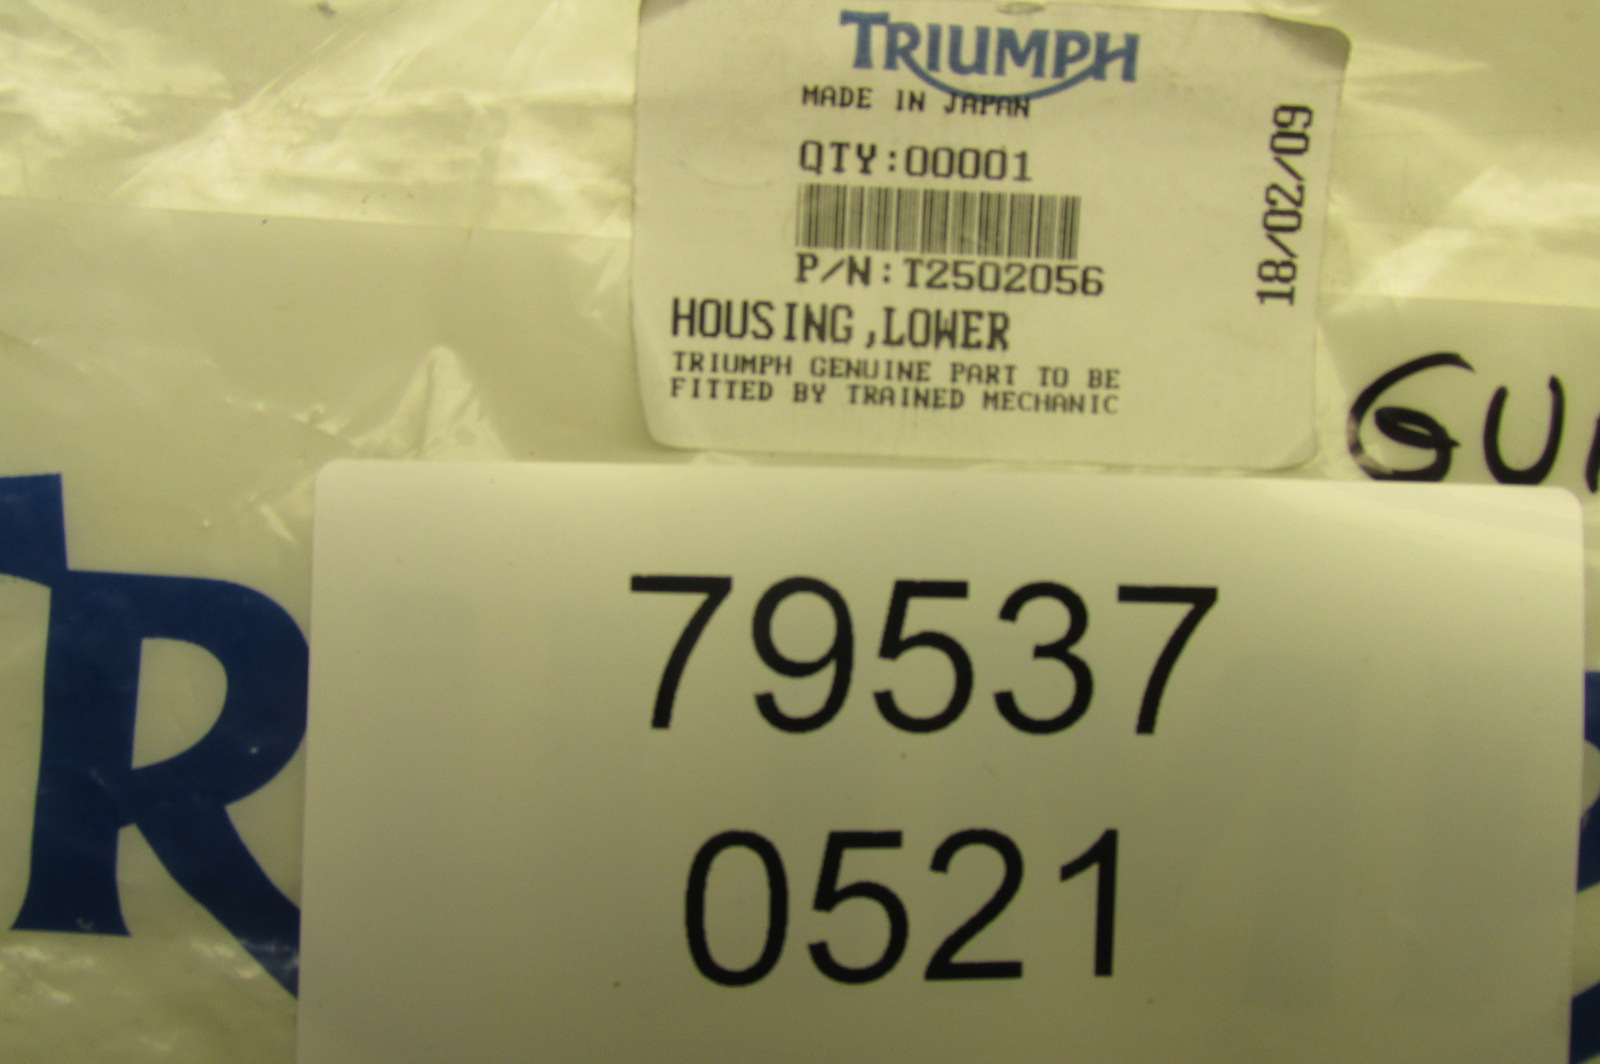 TRIUMPH
MADE IN JAPAN
QTY:00001
P/N:T2502056
HOUSING,LOWER
TRIUMPH GENUINE PART TO BE
FITTED BY TRAINED MECHANIC
18/02/09
GU
R
79537
0521